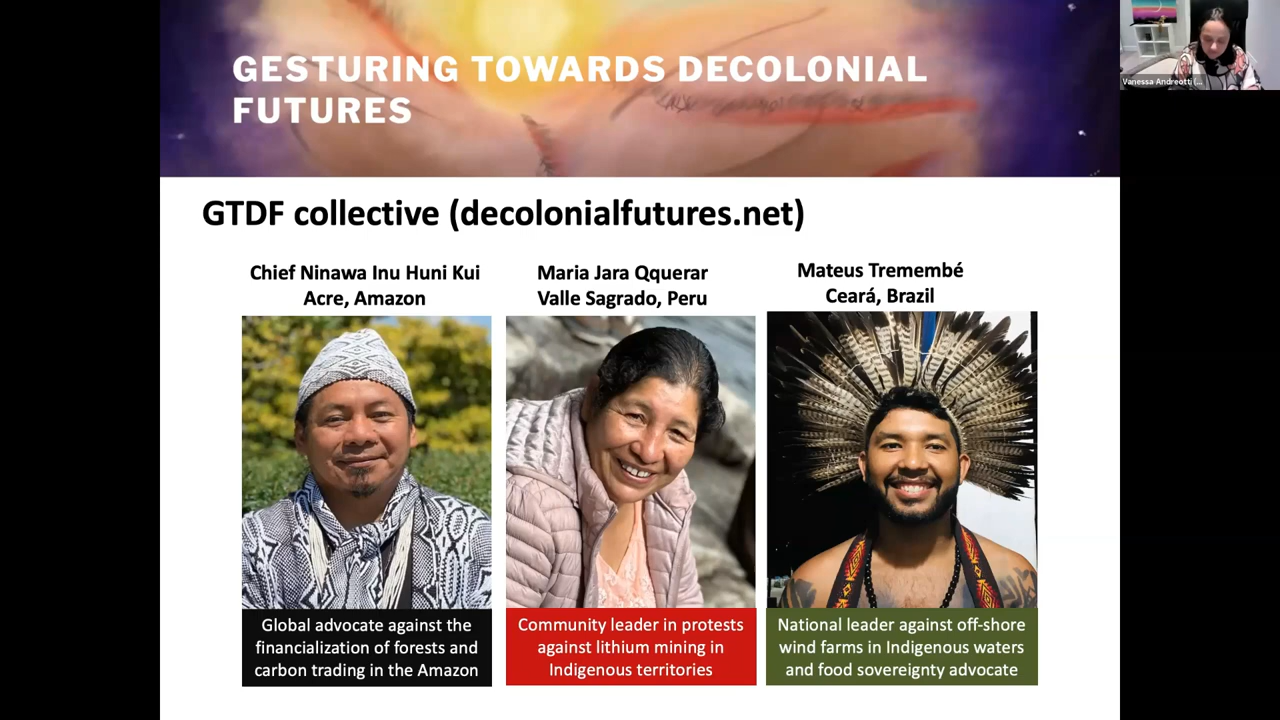 GESTURING TOWARDS DECOLONIAL
FUTURES
Vanessa Andreotti (...
GTDF collective (decolonialfutures.net)
Chief Ninawa Inu Huni Kui
Acre, Amazon
Maria Jara Qquerar
Valle Sagrado, Peru
Mateus Tremembé
Ceará, Brazil
Global advocate against the
financialization of forests and
carbon trading in the Amazon
Community leader in protests
against lithium mining in
Indigenous territories
National leader against off-shore
wind farms in Indigenous waters
and food sovereignty advocate